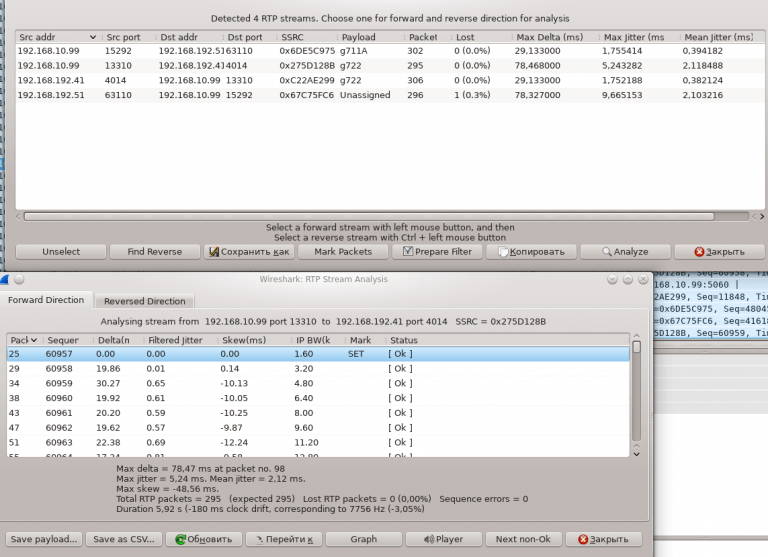 Detected 4 RTP streams. Choose one for forward and reverse direction for analysis
Src addr Src port Dst addr Dst port SSRC Payload Packet Lost Max Delta (ms) Max Jitter (ms) Mean Jitter (ms)
192.168.10.99 15292 192.168.192.51 63110 0x6DE5C975 g711A 302 0 (0.0%) 29,133000 1,755414 0,394182
192.168.10.99 13310 192.168.192.41 4014 0x275D128B g722 295 0 (0.0%) 78,468000 5,243282 2,118488
192.168.192.41 4014 192.168.10.99 13310 0xC22AE299 g722 306 0 (0.0%) 29,133000 1,752188 0,382124
192.168.192.51 63110 192.168.10.99 15292 0x67C75FC6 Unassigned 296 1 (0.3%) 78,327000 9,665153 2,103216
Select a forward stream with left mouse button, and then
Select a reverse stream with Ctrl + left mouse button
Unselect Find Reverse Сохранить как Mark Packets Prepare Filter Копировать Analyze Закрыть
Wireshark: RTP Stream Analysis
168.10.99:5060 |
Forward Direction Reversed Direction
2AE299, Seq=11848, Tin
=0x6DE5C975, Seq=4804
Analysing stream from 192.168.10.99 port 13310 to 192.168.192.41 port 4014 SSRC = 0x275D128B
=0x67C75FC6, Seq=4161
5D128B, Seq=60959, Tim
Pack Sequer Delta(n Filtered Jitter Skew(ms) IP BW(k Mark Status
25 60957 0.00 0.00 0.00 1.60 SET [ Ok ]
29 60958 19.86 0.01 0.14 3.20 [ Ok ]
34 60959 30.27 0.65 -10.13 4.80 [ Ok ]
38 60960 19.92 0.61 -10.05 6.40 [ Ok ]
43 60961 20.20 0.59 -10.25 8.00 [ Ok ]
47 60962 19.62 0.57 -9.87 9.60 [ Ok ]
51 60963 22.38 0.69 -12.24 11.20 [ Ok ]
Max delta = 78,47 ms at packet no. 98
Max jitter = 5,24 ms. Mean jitter = 2,12 ms.
Max skew = -48,56 ms.
Total RTP packets = 295 (expected 295) Lost RTP packets = 0 (0,00%) Sequence errors = 0
Duration 5,92 s (-180 ms clock drift, corresponding to 7756 Hz (-3,05%)
Save payload... Save as CSV... Обновить Перейти к Graph Player Next non-Ok Закрыть